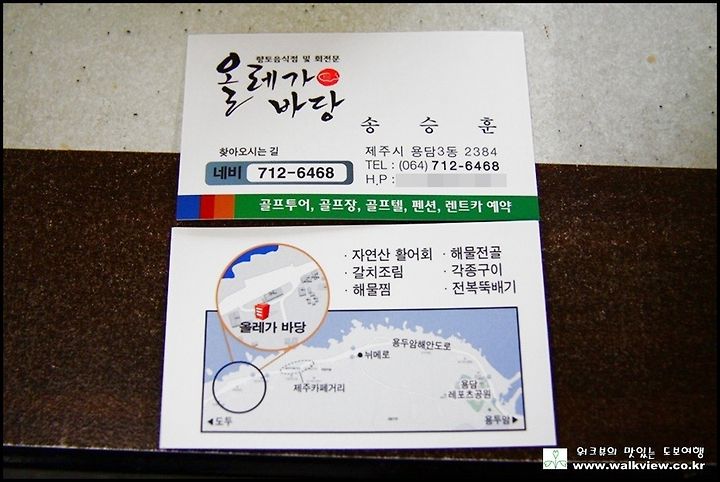 향토음식점 및 회전문
올레가
바당
송 승 훈
찾아오시는 길
네비 712-6468
제주시 용담3동 2384
TEL : (064) 712-6468
H.P :
골프투어, 골프장, 골프텔, 펜션, 렌트카 예약
· 자연산 활어회 · 해물전골
· 갈치조림 · 각종구이
· 해물찜 · 전복뚝배기
올레가 바당
용두암해안도로
뒤메로
제주카페거리
용담
레포츠공원
◀도두
용두암▶
워크뷰의 맛있는 도보여행
www.walkview.co.kr